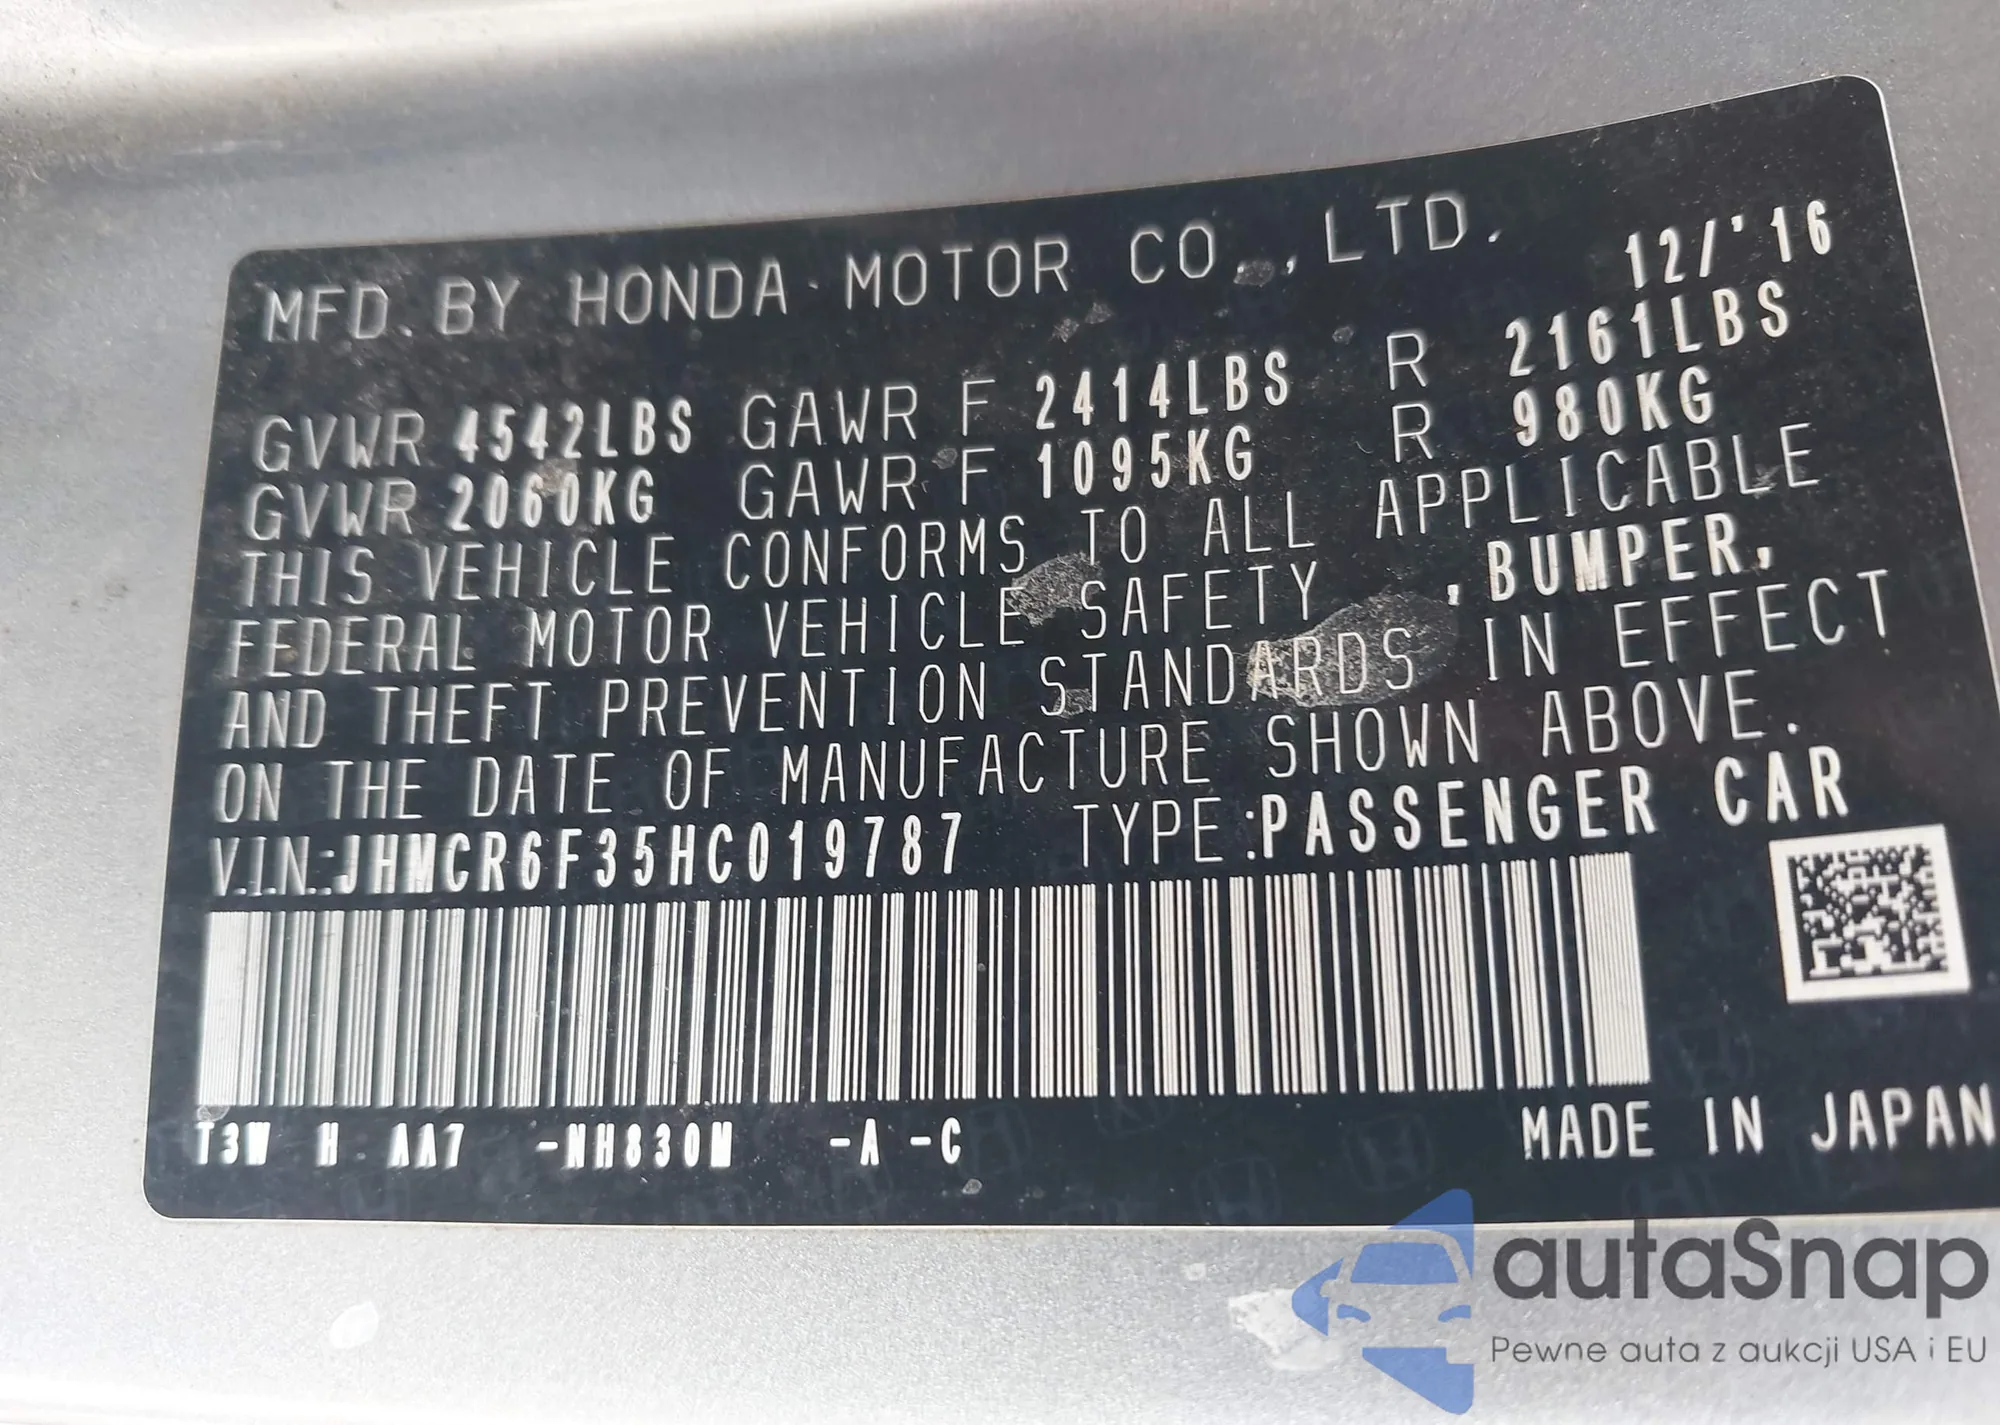 MFD. BY HONDA MOTOR CO., LTD. 12/'16
GVWR 4542LBS GAWR F 2414LBS R 2161LBS
GVWR 2060KG GAWR F 1095KG R 980KG
THIS VEHICLE CONFORMS TO ALL APPLICABLE
FEDERAL MOTOR VEHICLE SAFETY , BUMPER,
AND THEFT PREVENTION STANDARDS IN EFFECT
ON THE DATE OF MANUFACTURE SHOWN ABOVE.
V.I.N.:JHMCR6F35HC019787 TYPE:PASSENGER CAR
T3W H AA7 -NH830M -A -C MADE IN JAPAN
autaSnap
Pewne auta z aukcji USA i EU